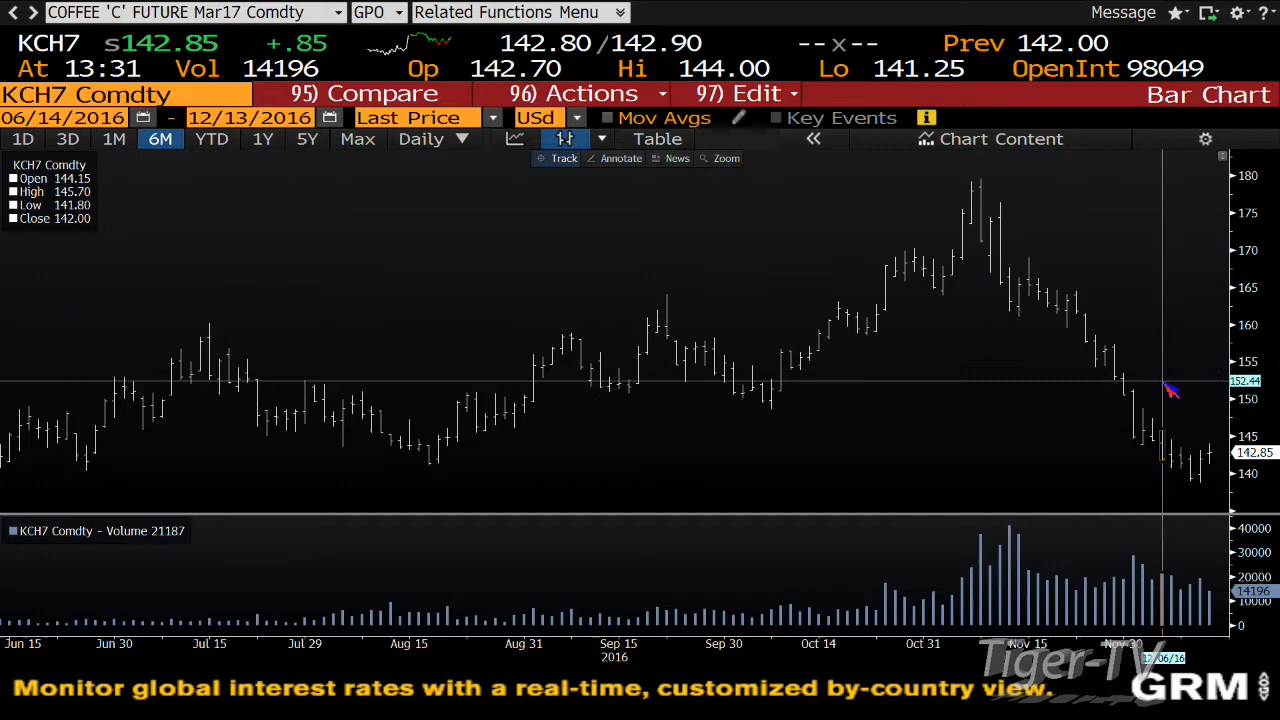 COFFEE 'C' FUTURE Mar17 Comdty GPO Related Functions Menu Message ?
KCH7 s142.85 +.85 142.80/142.90 --x-- Prev 142.00
At 13:31 Vol 14196 Op 142.70 Hi 144.00 Lo 141.25 OpenInt 98049
KCH7 Comdty 95) Compare 96) Actions 97) Edit Bar Chart
06/14/2016 - 12/13/2016 Last Price USd Mov Avgs Key Events
1D 3D 1M 6M YTD 1Y 5Y Max Daily Table « Chart Content
Track Annotate News Zoom
KCH7 Comdty
Open 144.15
High 145.70
Low 141.80
Close 142.00
180
175
170
165
160
155
152.44
150
145
142.85
140
KCH7 Comdty - Volume 21187
40000
30000
20000
14196
10000
0
Jun 15 Jun 30 Jul 15 Jul 29 Aug 15 Aug 31 Sep 15 Sep 30 Oct 14 Oct 31 Nov 15 Nov 30
2016
12/06/16
Tiger-TV
Monitor global interest rates with a real-time, customized by-country view.
GRM
GO